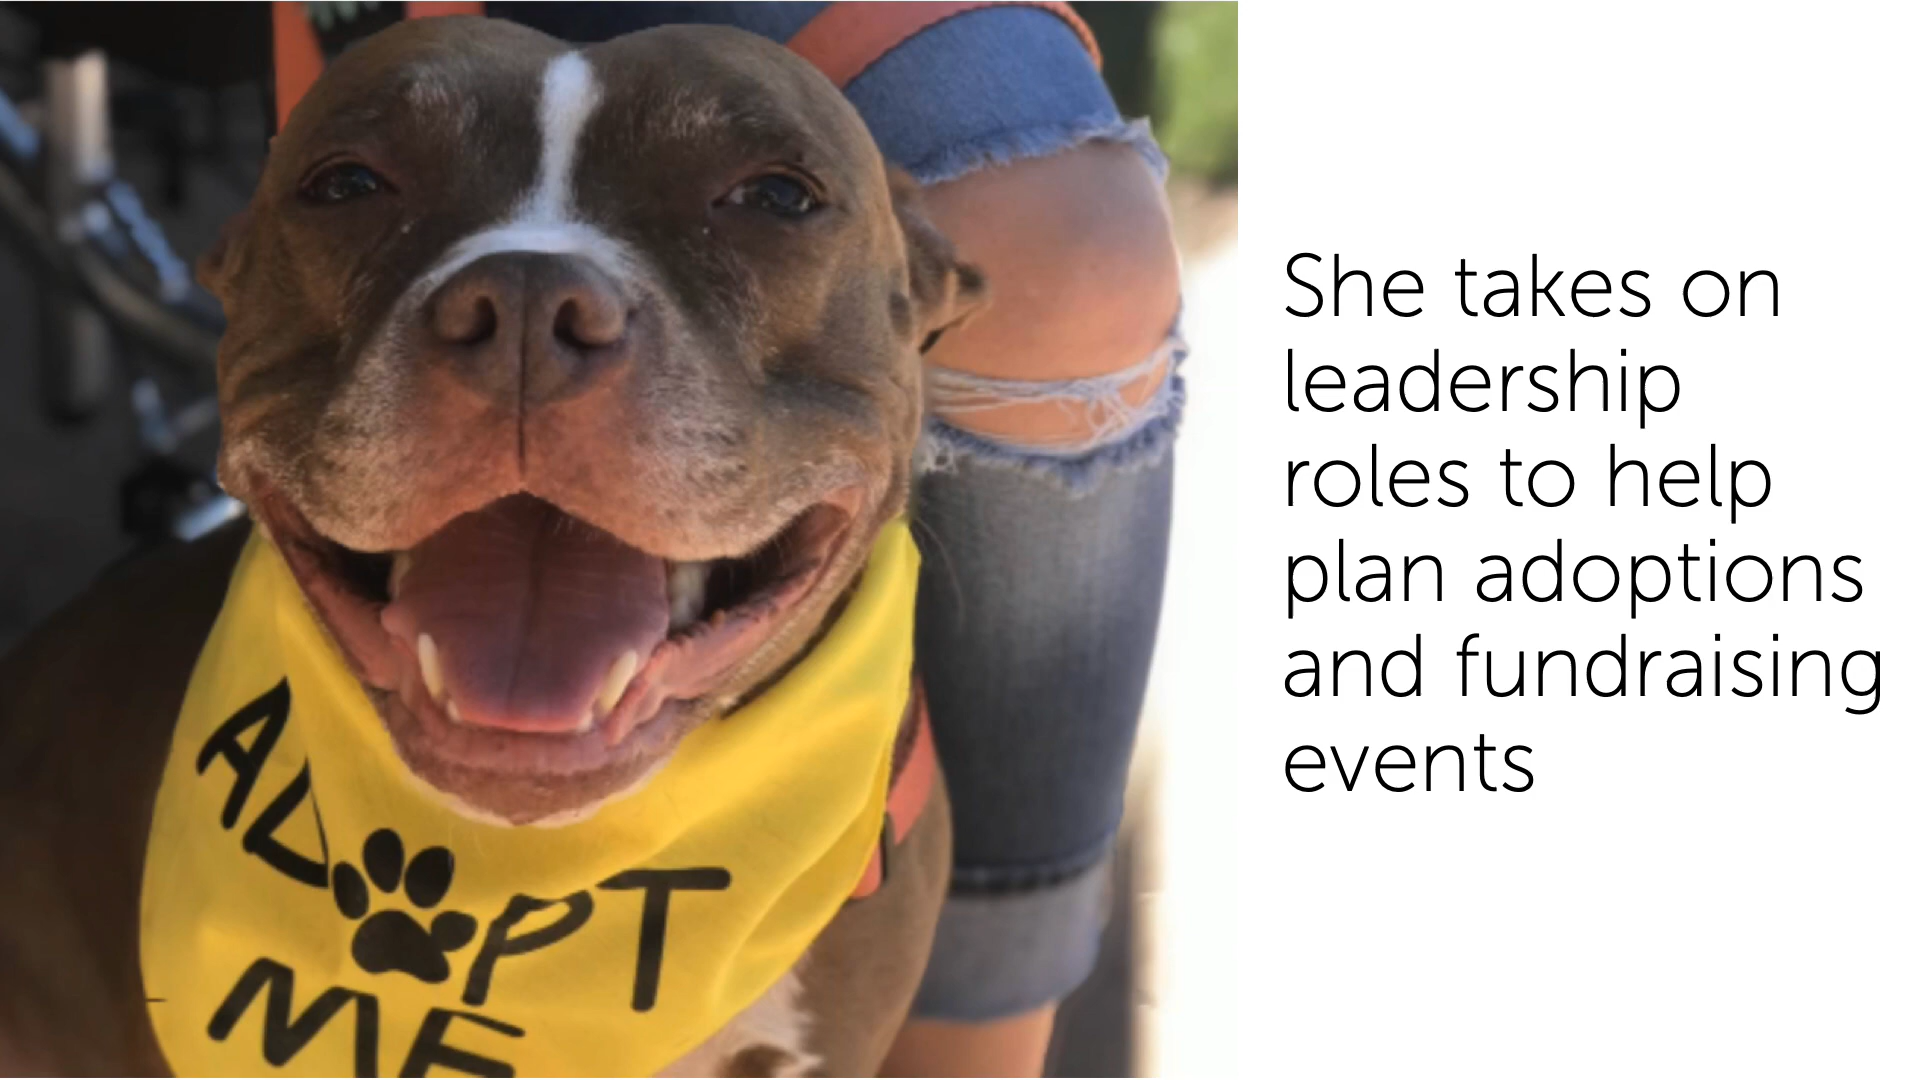 ADOPT
ME
She takes on
leadership
roles to help
plan adoptions
and fundraising
events